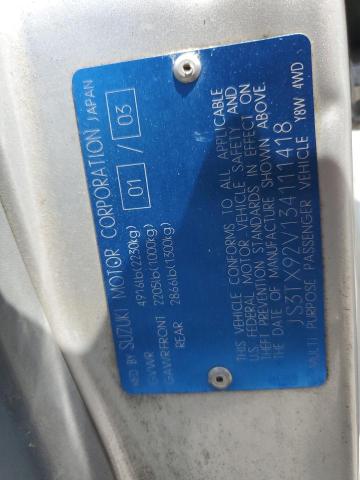 MFD BY SUZUKI MOTOR CORPORATION JAPAN
01 / 03
GVWR 4916lb(2230kg)
GAWR FRONT 2205lb(1000kg)
REAR 2866lb(1300kg)
THIS VEHICLE CONFORMS TO ALL APPLICABLE
U.S. FEDERAL MOTOR VEHICLE SAFETY AND
THEFT PREVENTION STANDARDS IN EFFECT ON
THE DATE OF MANUFACTURE SHOWN ABOVE.
JS3TX92V134111418
MULTI PURPOSE PASSENGER VEHICLE Y8W 4WD